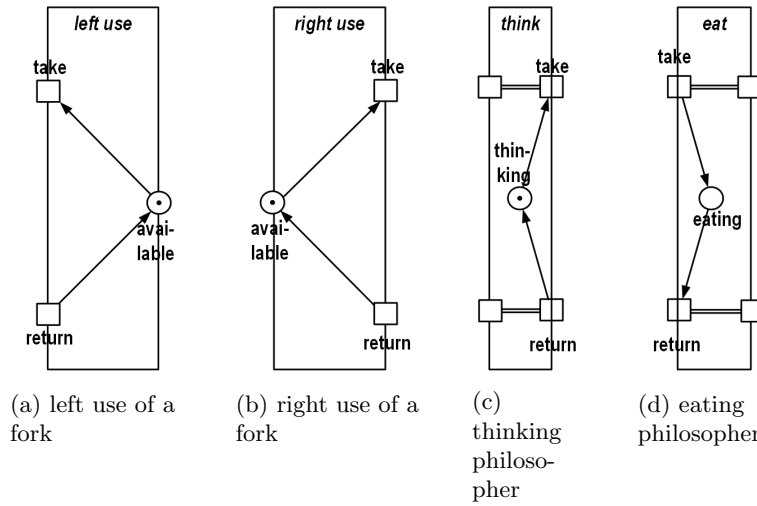 left use
take
avai-
lable
return
(a) left use of a
fork
right use
take
avai-
lable
return
(b) right use of a
fork
think
take
thin-
king
return
(c)
thinking
philoso-
pher
eat
take
eating
return
(d) eating
philosopher